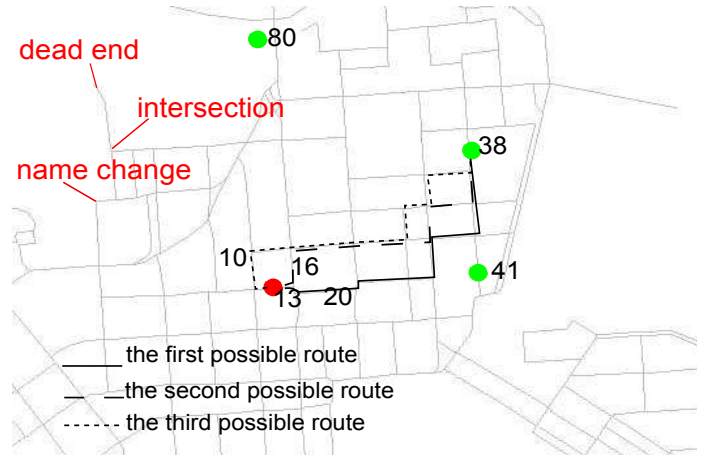 80
dead end
intersection
38
name change
10
16
41
13
20
the first possible route
the second possible route
the third possible route